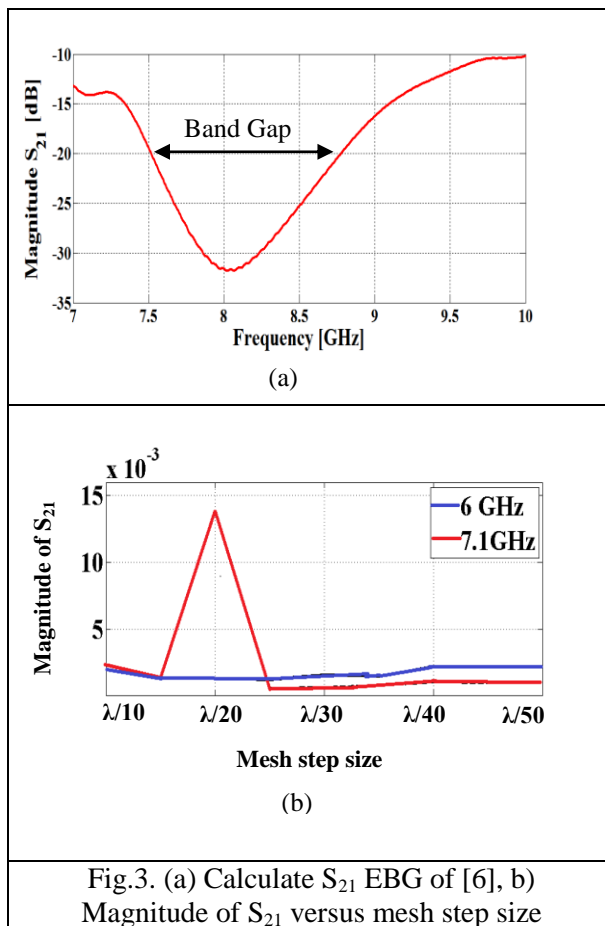 -10
-15
-20
-25
-30
-35
Magnitude S21 [dB]
Band Gap
7 7.5 8 8.5 9 9.5 10
Frequency [GHz]
(a)
x 10-3
15
10
5
Magnitude of S21
6 GHz
7.1GHz
λ/10 λ/20 λ/30 λ/40 λ/50
Mesh step size
(b)
Fig.3. (a) Calculate S21 EBG of [6], b)
Magnitude of S21 versus mesh step size